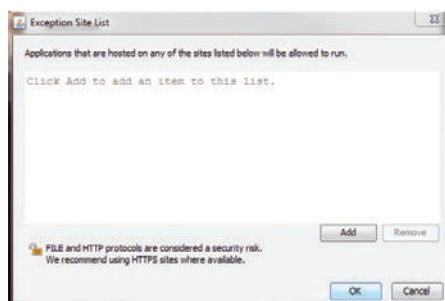 Exception Site List
Applications that are hosted on any of the sites listed below will be allowed to run.
Click Add to add an item to this list.
Add
Remove
FILE and HTTP protocols are considered a security risk.
We recommend using HTTPS sites where available.
OK
Cancel